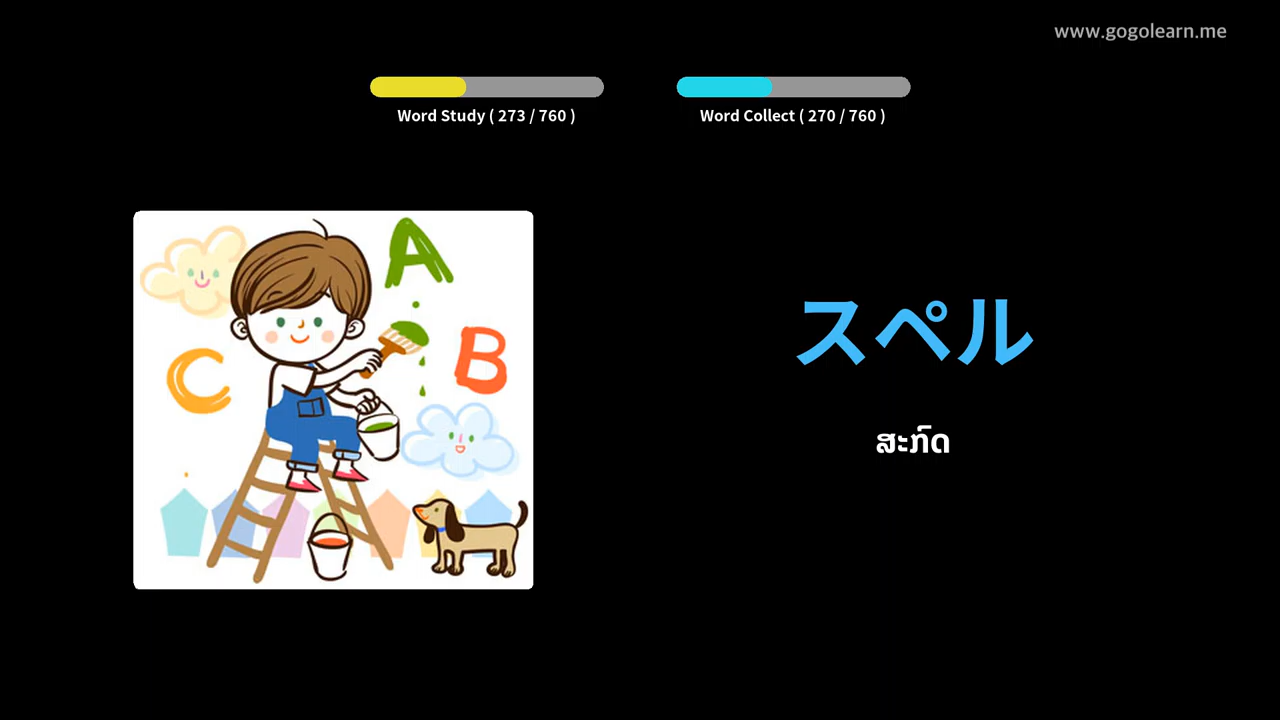 www.gogolearn.me
Word Study ( 273 / 760 )
Word Collect ( 270 / 760 )
A
B
C
スペル
ສະກົດ